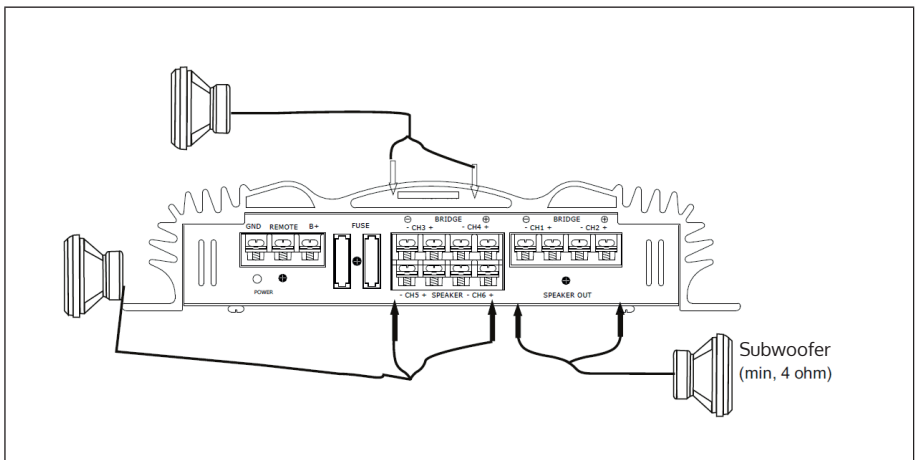 GND REMOTE B+ FUSE ⊖ BRIDGE ⊕ ⊖ BRIDGE ⊕
- CH3 + - CH4 + - CH1 + - CH2 +
POWER
- CH5 + SPEAKER - CH6 + SPEAKER OUT
Subwoofer
(min, 4 ohm)